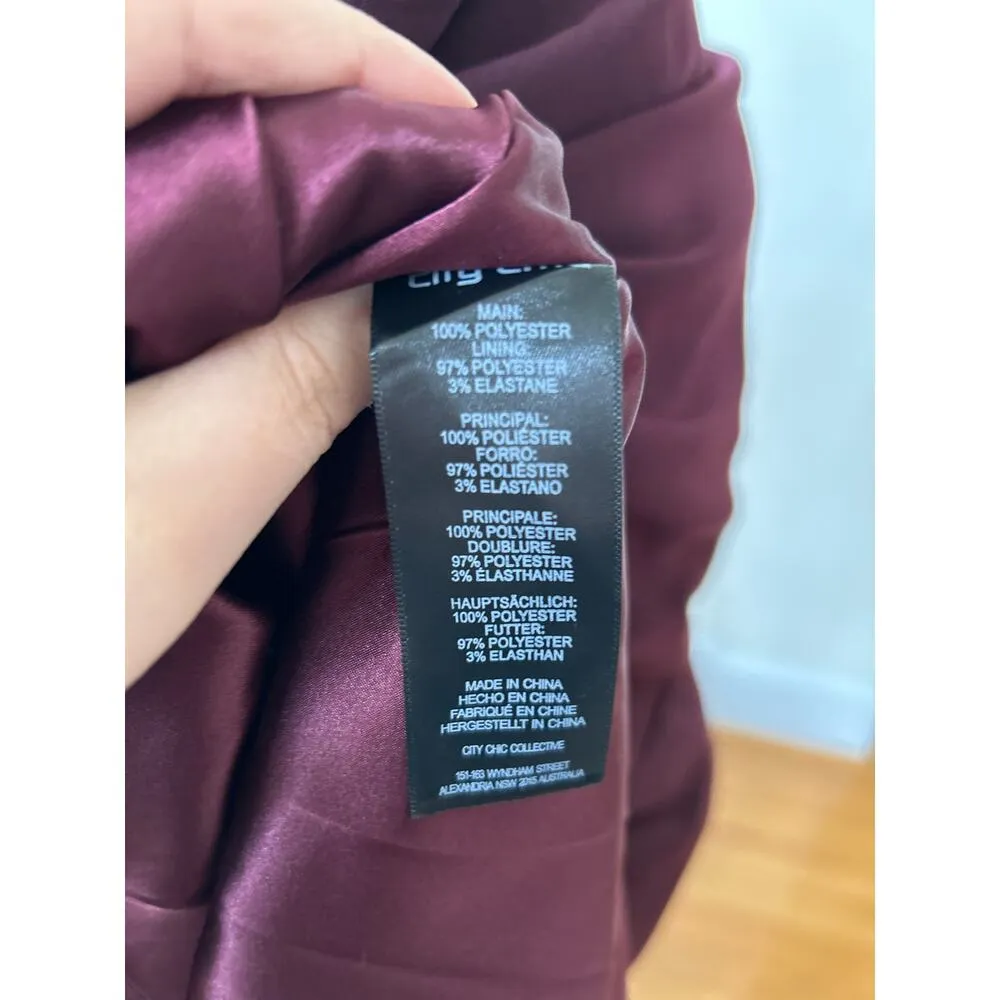 City
MAIN:
100% POLYESTER
LINING:
97% POLYESTER
3% ELASTANE
PRINCIPAL:
100% POLIÉSTER
FORRO:
97% POLIÉSTER
3% ELASTANO
PRINCIPALE:
100% POLYESTER
DOUBLURE:
97% POLYESTER
3% ÉLASTHANNE
HAUPTSÄCHLICH:
100% POLYESTER
FUTTER:
97% POLYESTER
3% ELASTHAN
MADE IN CHINA
HECHO EN CHINA
FABRIQUÉ EN CHINE
HERGESTELLT IN CHINA
CITY CHIC COLLECTIVE
151-163 WYNDHAM STREET
ALEXANDRIA NSW 2015 AUSTRALIA